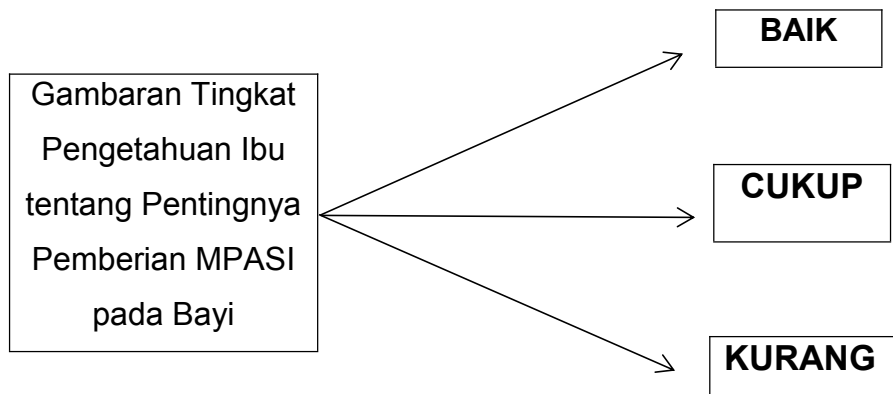 Gambaran Tingkat
Pengetahuan Ibu
tentang Pentingnya
Pemberian MPASI
pada Bayi
BAIK
CUKUP
KURANG